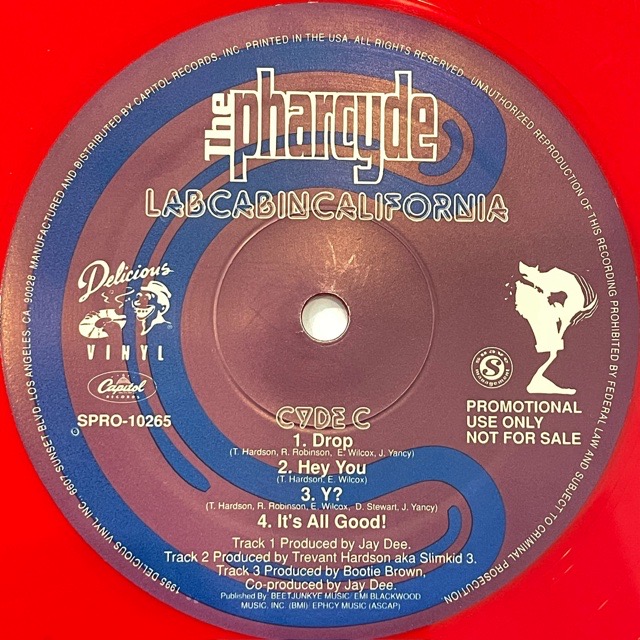 1995 DELICIOUS VINYL INC. 6607 SUNSET BLVD., LOS ANGELES, CA. 90028. MANUFACTURED AND DISTRIBUTED BY CAPITOL RECORDS, INC. PRINTED IN THE USA. ALL RIGHTS RESERVED. UNAUTHORIZED REPRODUCTION OF THIS RECORDING PROHIBITED BY FEDERAL LAW AND SUBJECT TO CRIMINAL PROSECUTION
The pharcyde
LABCABINCALIFORNIA
Delicious
VINYL
Capitol
RECORDS
SPRO-10265
suave
S
management
PROMOTIONAL
USE ONLY
NOT FOR SALE
CYDE C
1. Drop
(T. Hardson, R. Robinson, E. Wilcox, J. Yancy)
2. Hey You
(T. Hardson, E. Wilcox)
3. Y?
(T. Hardson, R. Robinson, E. Wilcox, D. Stewart, J. Yancy)
4. It's All Good!
Track 1 Produced by Jay Dee.
Track 2 Produced by Trevant Hardson aka Slimkid 3.
Track 3 Produced by Bootie Brown,
Co-produced by Jay Dee.
Published By: BEETJUNKYE MUSIC/ EMI BLACKWOOD
MUSIC, INC. (BMI)/ EPHCY MUSIC (ASCAP)